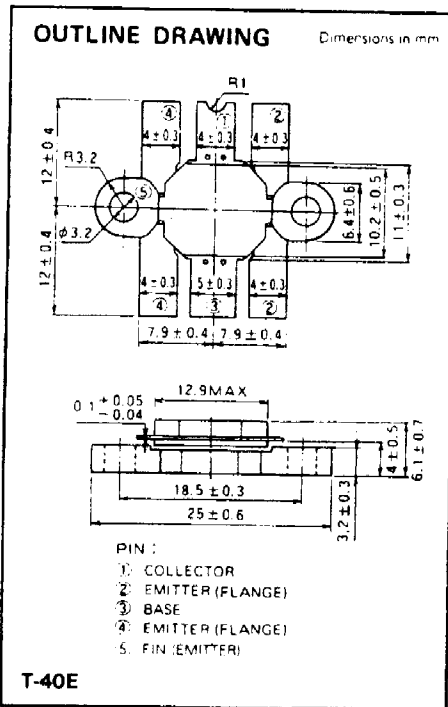 OUTLINE DRAWING
Dimensions in mm
R1
④ ① ②
4±0.3 4±0.3 4±0.3
12±0.4
R3.2
⑤
φ3.2
12±0.4
6.4±0.6
10.2±0.5
11±0.3
4±0.3 5±0.3 4±0.3
④ ③ ②
7.9±0.4 7.9±0.4
12.9MAX
0.1 +0.05 -0.04
18.5±0.3
25±0.6
3.2±0.3
4±0.5
6.1±0.7
PIN :
① COLLECTOR
② EMITTER (FLANGE)
③ BASE
④ EMITTER (FLANGE)
5. FIN (EMITTER)
T-40E